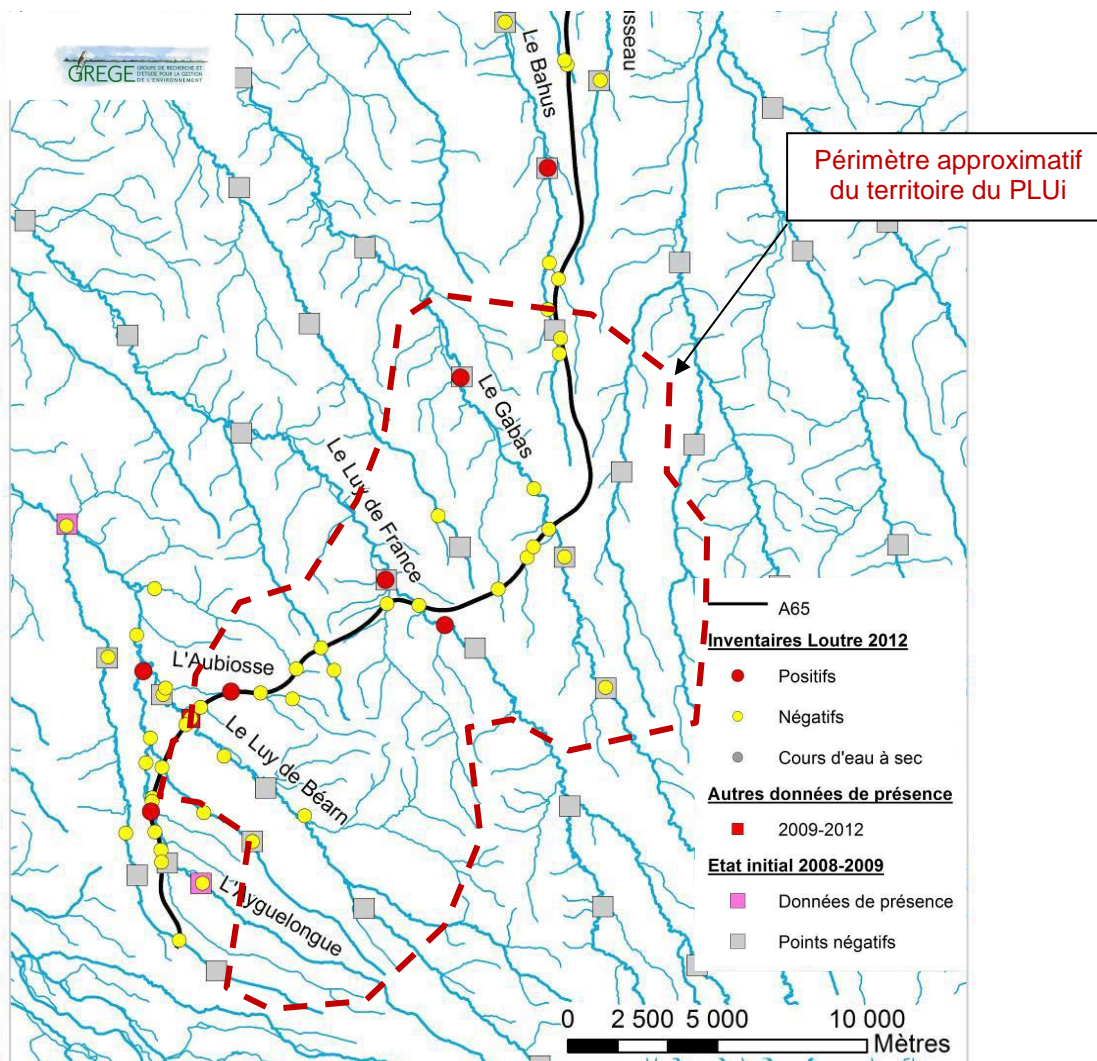 GREGE
GROUPE DE RECHERCHE ET
D'ÉTUDE POUR LA GESTION
DE L'ENVIRONNEMENT
Le Bahus
Périmètre approximatif
du territoire du PLUi
Le Gabas
Le Luy de France
L'Aubiosse
Le Luy de Béarn
L'Ayguelongue
A65
Inventaires Loutre 2012
Positifs
Négatifs
Cours d'eau à sec
Autres données de présence
2009-2012
Etat initial 2008-2009
Données de présence
Points négatifs
0 2 500 5 000 10 000
Mètres